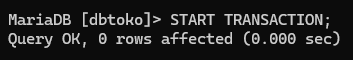 MariaDB [dbtoko]> START TRANSACTION;
Query OK, 0 rows affected (0.000 sec)